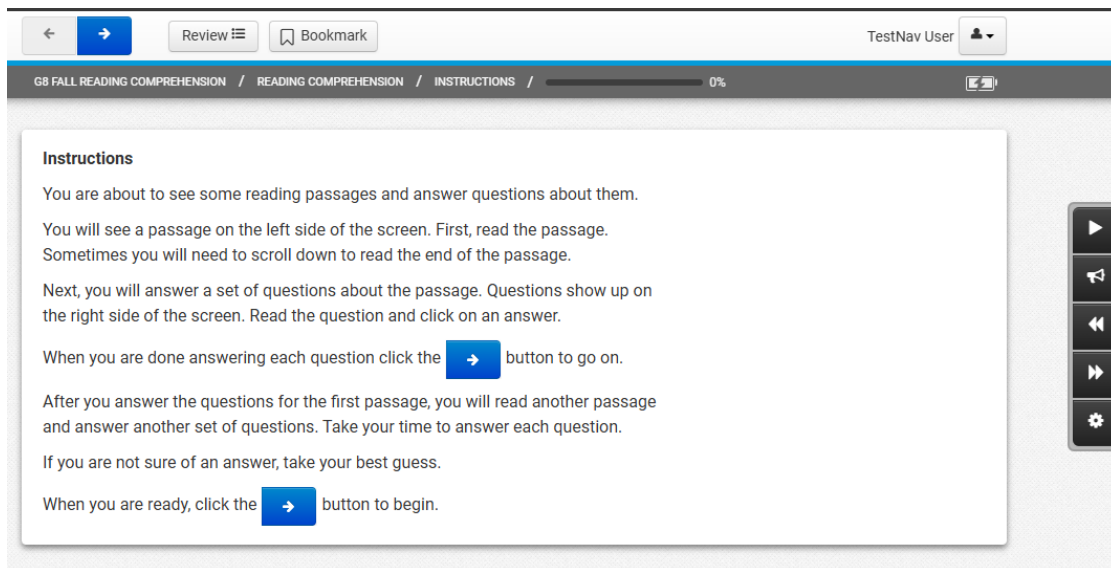 Review
Bookmark
TestNav User
G8 FALL READING COMPREHENSION / READING COMPREHENSION / INSTRUCTIONS / 0%
Instructions
You are about to see some reading passages and answer questions about them.
You will see a passage on the left side of the screen. First, read the passage.
Sometimes you will need to scroll down to read the end of the passage.
Next, you will answer a set of questions about the passage. Questions show up on
the right side of the screen. Read the question and click on an answer.
When you are done answering each question click the button to go on.
After you answer the questions for the first passage, you will read another passage
and answer another set of questions. Take your time to answer each question.
If you are not sure of an answer, take your best guess.
When you are ready, click the button to begin.